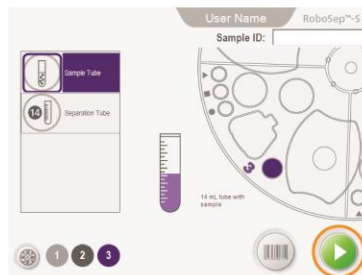 User Name
RoboSep™-S
Sample ID:
Sample Tube
14
Separation Tube
14 mL tube with
sample
1
2
3